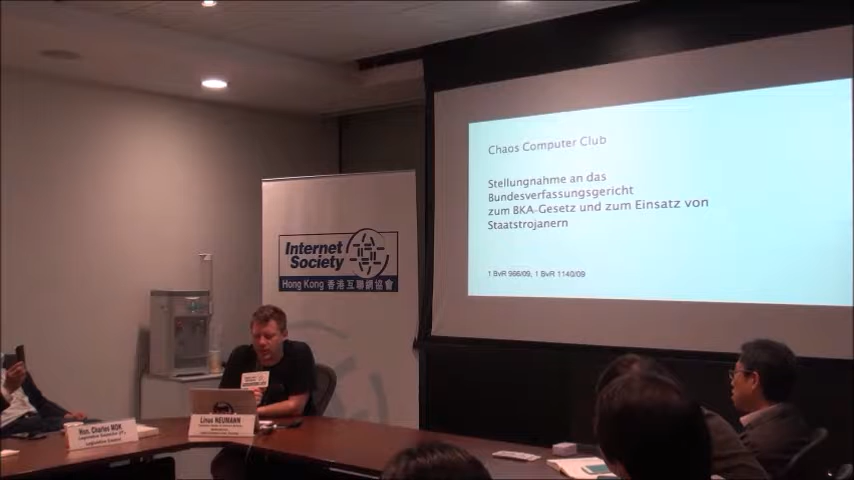 Chaos Computer Club
Stellungnahme an das
Bundesverfassungsgericht
zum BKA-Gesetz und zum Einsatz von
Staatstrojanern
1 BvR 966/09, 1 BvR 1140/09
Internet
Society
Hong Kong 香港互聯網協會
Hon. Charles MOK
Linus NEUMANN